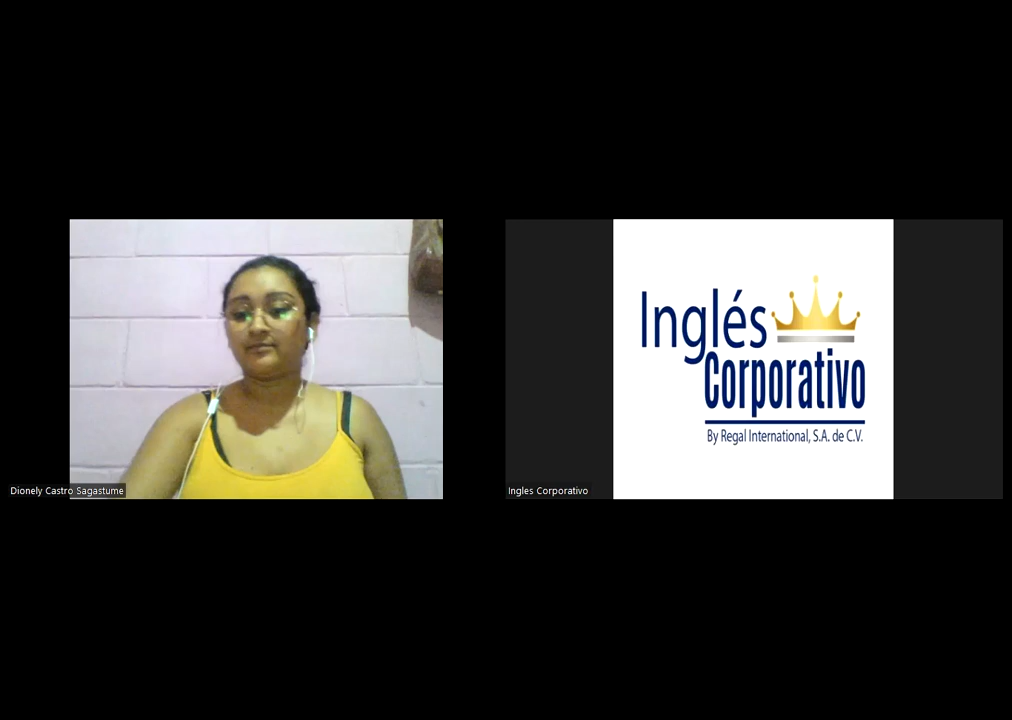 Inglés
Corporativo
By Regal International, S.A. de C.V.
Dionely Castro Sagastume
Ingles Corporativo